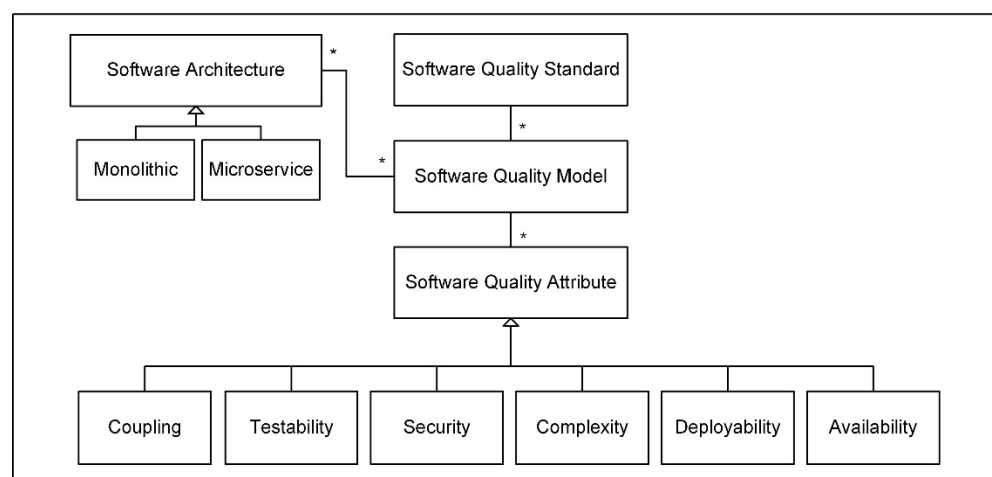 *
Software Architecture
Software Quality Standard
*
Monolithic
Microservice
*
Software Quality Model
*
Software Quality Attribute
Coupling
Testability
Security
Complexity
Deployability
Availability